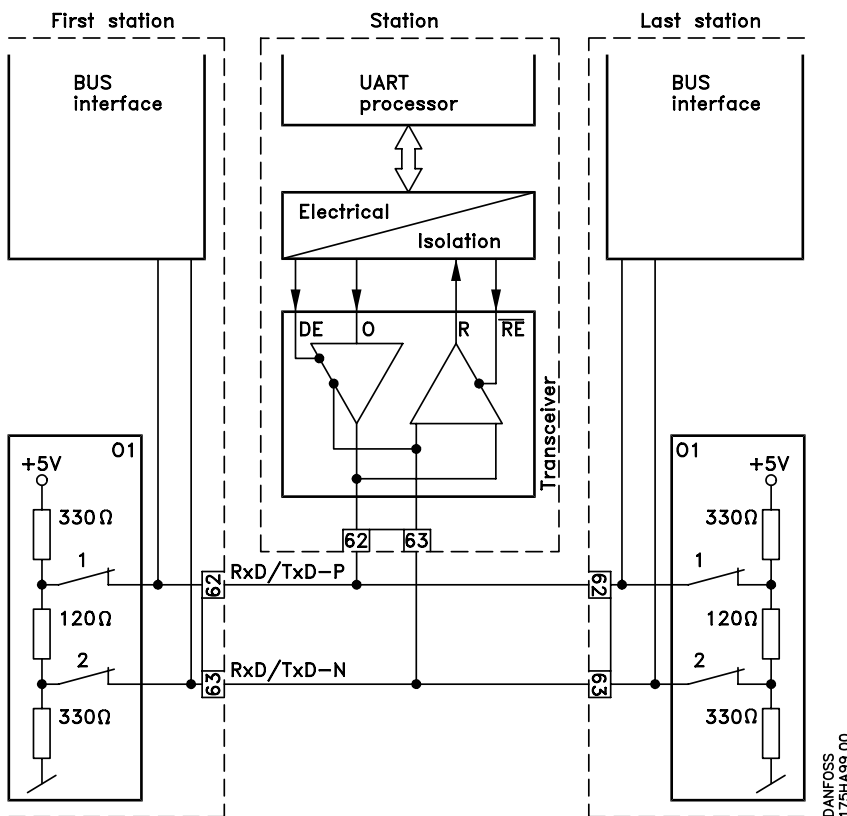 First station
Station
Last station
BUS
interface
UART
processor
BUS
interface
Electrical
Isolation
DE
O
R
RE
Transceiver
O1
+5V
330Ω
1
120Ω
2
330Ω
62
63
62
RxD/TxD-P
63
RxD/TxD-N
62
63
O1
+5V
330Ω
1
120Ω
2
330Ω
DANFOSS
175HA99.00